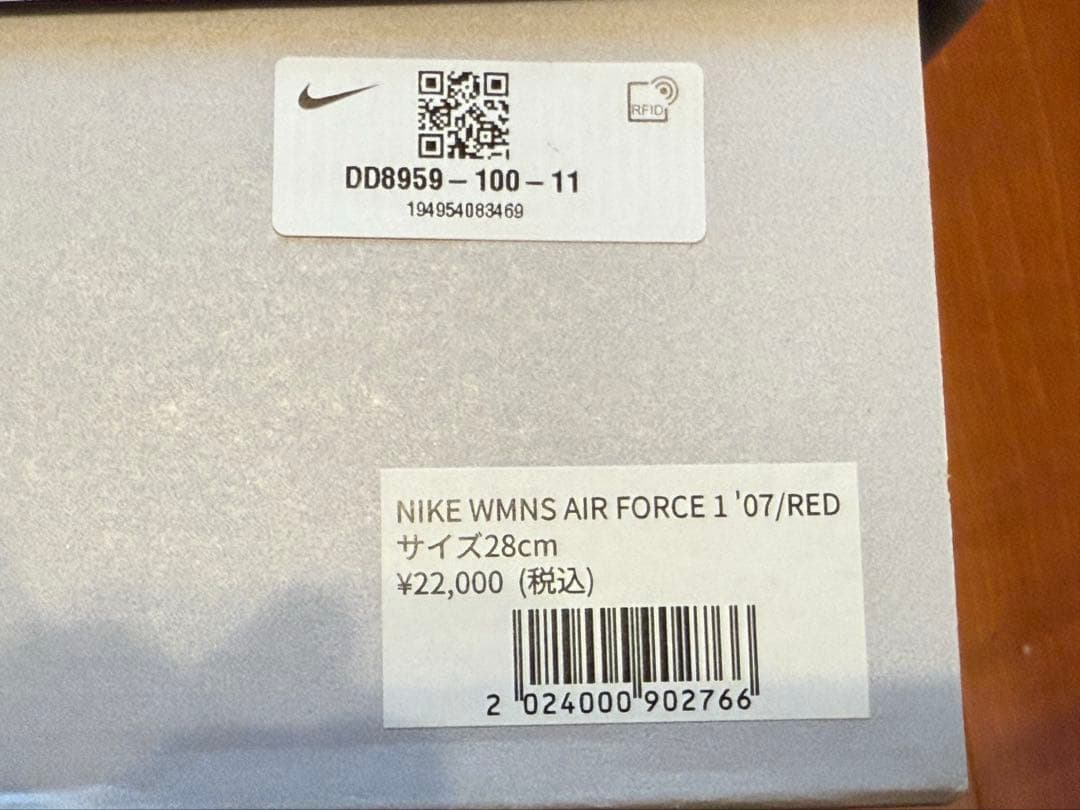 RFID
DD8959-100-11
194954083469
NIKE WMNS AIR FORCE 1 '07/RED
サイズ28cm
¥22,000 (税込)
2 024000 902766